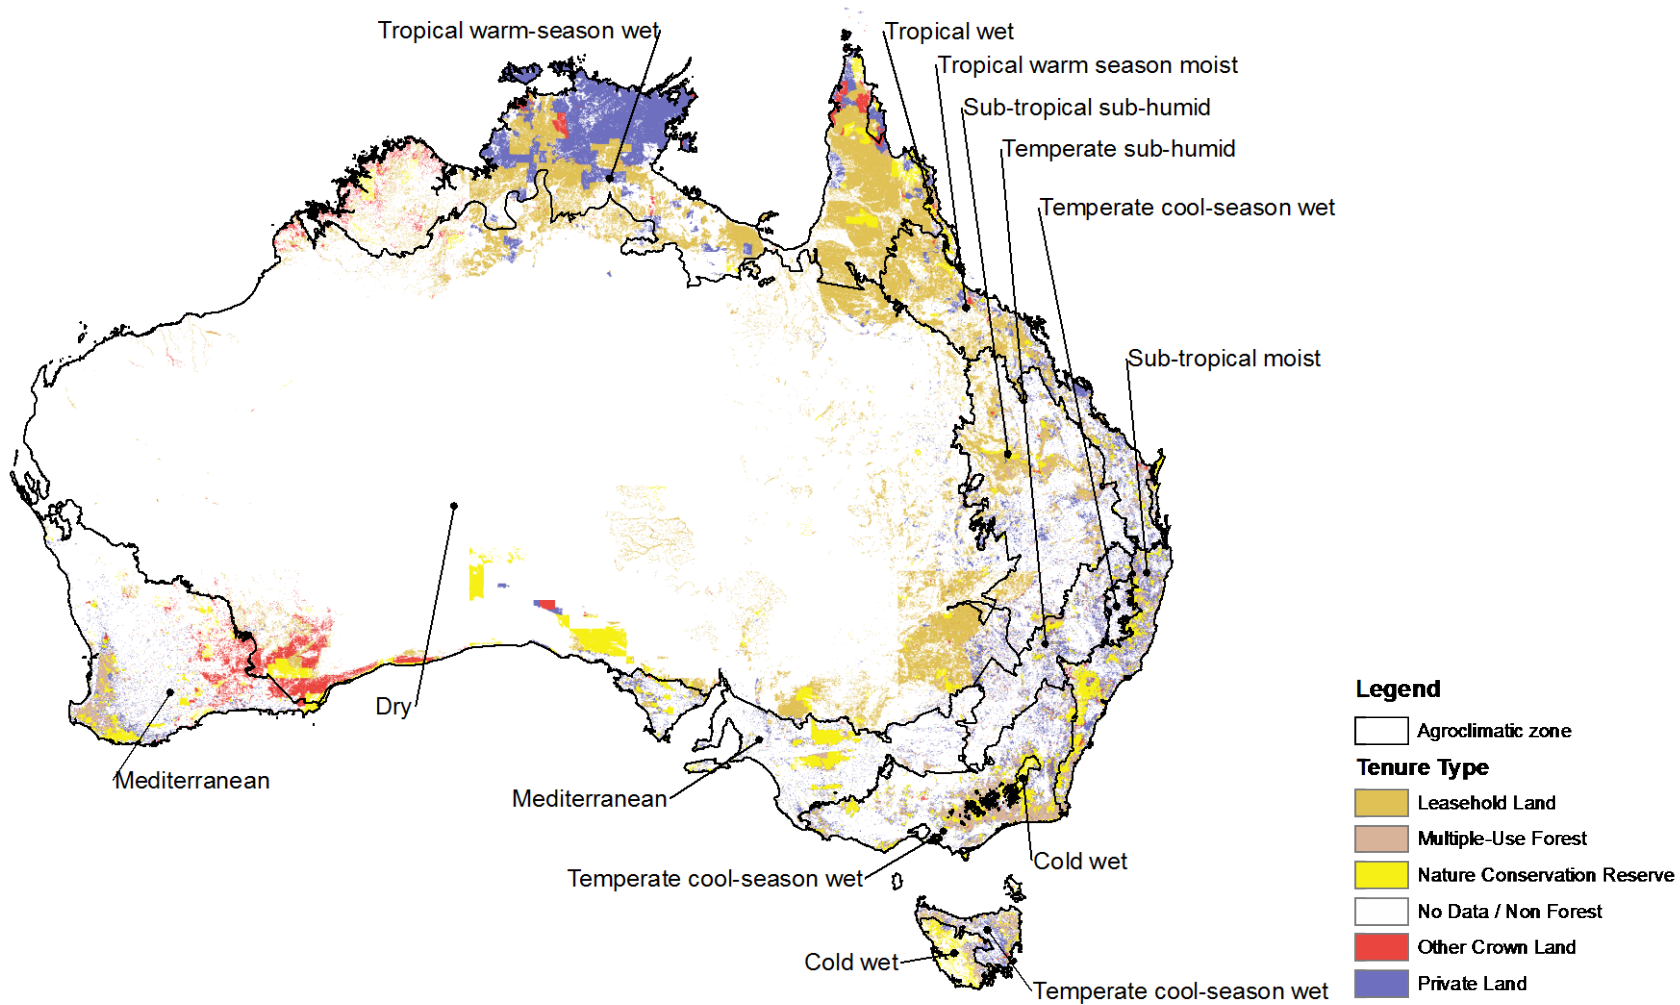 Tropical warm-season wet
Tropical wet
Tropical warm season moist
Sub-tropical sub-humid
Temperate sub-humid
Temperate cool-season wet
Sub-tropical moist
Dry
Mediterranean
Mediterranean
Temperate cool-season wet
Cold wet
Cold wet
Temperate cool-season wet
Legend
Agroclimatic zone
Tenure Type
Leasehold Land
Multiple-Use Forest
Nature Conservation Reserve
No Data / Non Forest
Other Crown Land
Private Land